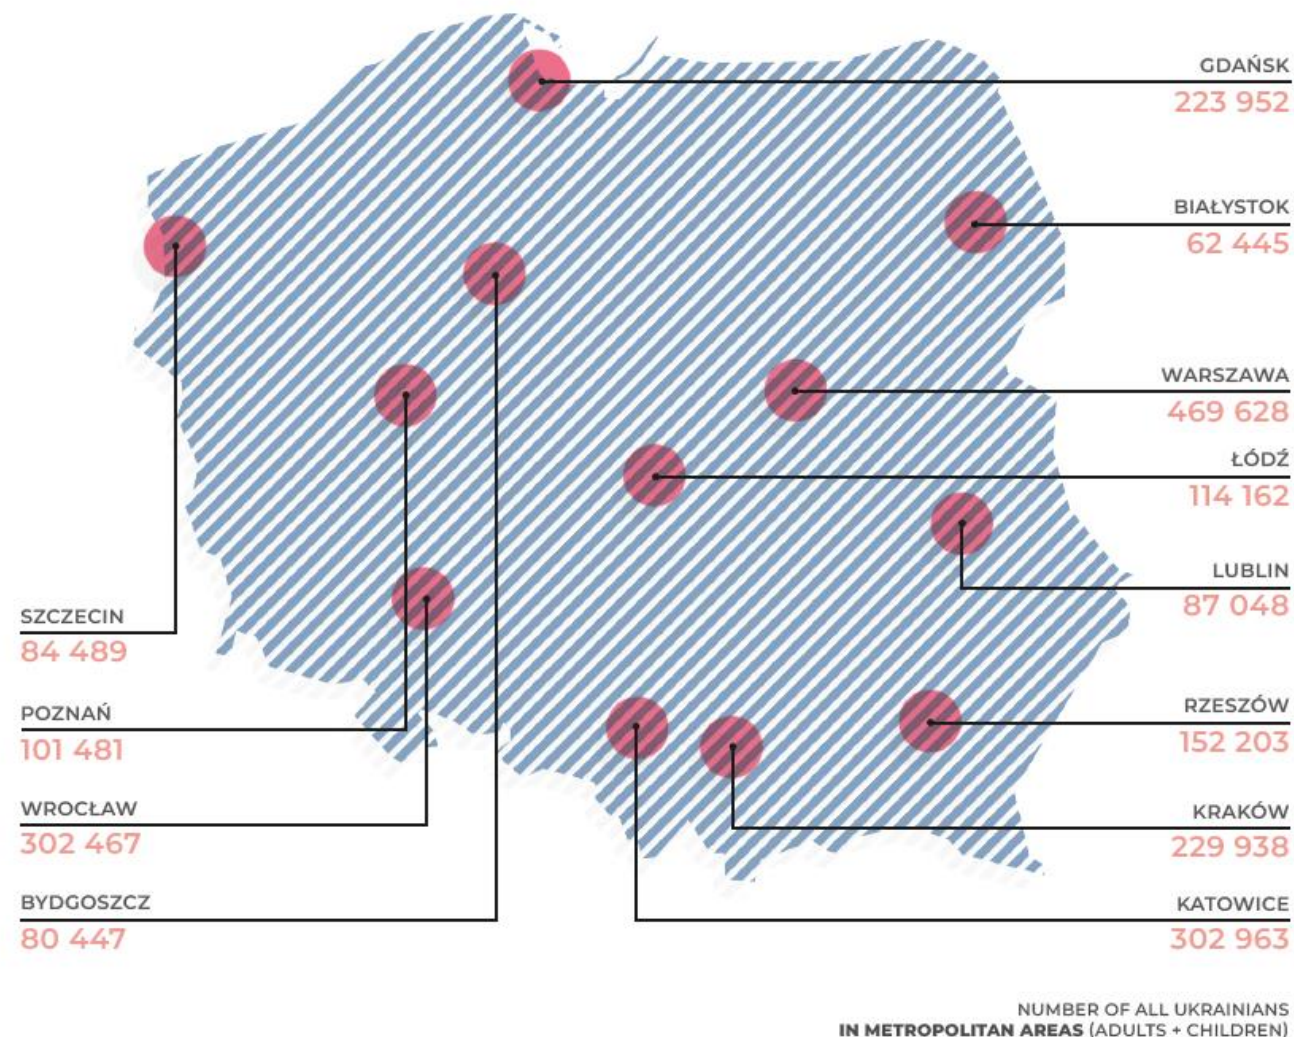 GDAŃSK
223 952
BIAŁYSTOK
62 445
WARSZAWA
469 628
ŁÓDŹ
114 162
LUBLIN
87 048
SZCZECIN
84 489
RZESZÓW
152 203
POZNAŃ
101 481
WROCŁAW
302 467
KRAKÓW
229 938
BYDGOSZCZ
80 447
KATOWICE
302 963
NUMBER OF ALL UKRAINIANS
IN METROPOLITAN AREAS (ADULTS + CHILDREN)